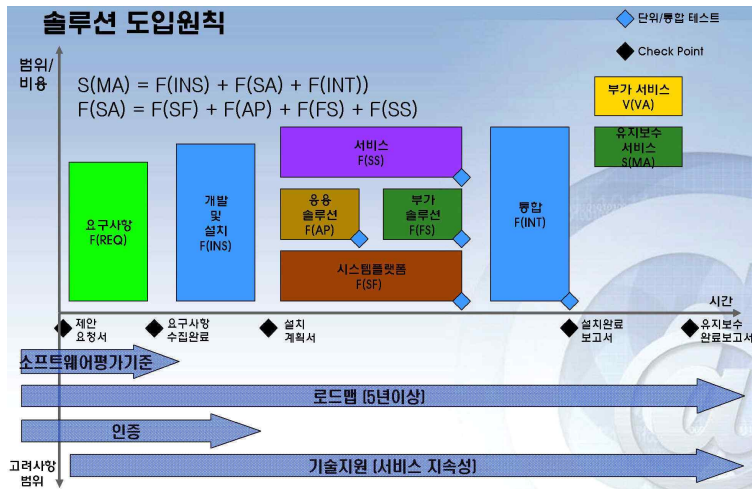 솔루션 도입원칙
단위/통합 테스트
Check Point
범위/
비용
S(MA) = F(INS) + F(SA) + F(INT))
F(SA) = F(SF) + F(AP) + F(FS) + F(SS)
부가 서비스
V(VA)
유지보수
서비스
S(MA)
요구사항
F(REQ)
개발
및
설치
F(INS)
서비스
F(SS)
응용
솔루션
F(AP)
부가
솔루션
F(FS)
시스템플랫폼
F(SF)
통합
F(INT)
시간
제안
요청서
요구사항
수집완료
설치
계획서
설치완료
보고서
유지보수
완료보고서
소프트웨어평가기준
로드맵 (5년이상)
인증
기술지원 (서비스 지속성)
고려사항
범위